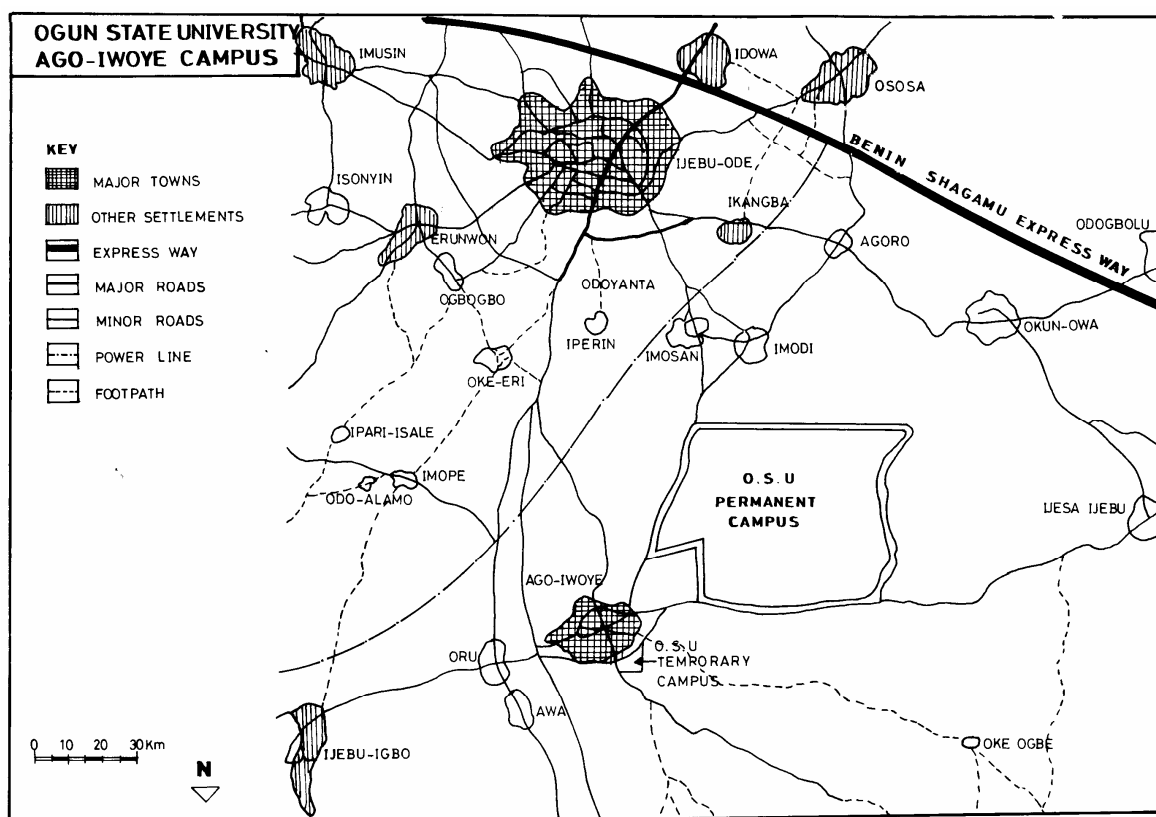 OGUN STATE UNIVERSITY
AGO-IWOYE CAMPUS
KEY
MAJOR TOWNS
OTHER SETTLEMENTS
EXPRESS WAY
MAJOR ROADS
MINOR ROADS
POWER LINE
FOOTPATH
0 10 20 30Km
N
IMUSIN
IDOWA
OSOSA
IJEBU-ODE
BENIN SHAGAMU EXPRESS WAY
ISONYIN
IKANGBA
ODOGBOLU
ERUNWON
AGORO
OGBOGBO
ODOYANTA
IPERIN
IMOSAN
IMODI
OKUN-OWA
OKE-ERI
IPARI-ISALE
IMOPE
ODO-ALAMO
O.S.U
PERMANENT
CAMPUS
IJESA IJEBU
AGO-IWOYE
O.S.U
TEMRORARY
CAMPUS
ORU
AWA
IJEBU-IGBO
OKE OGBE